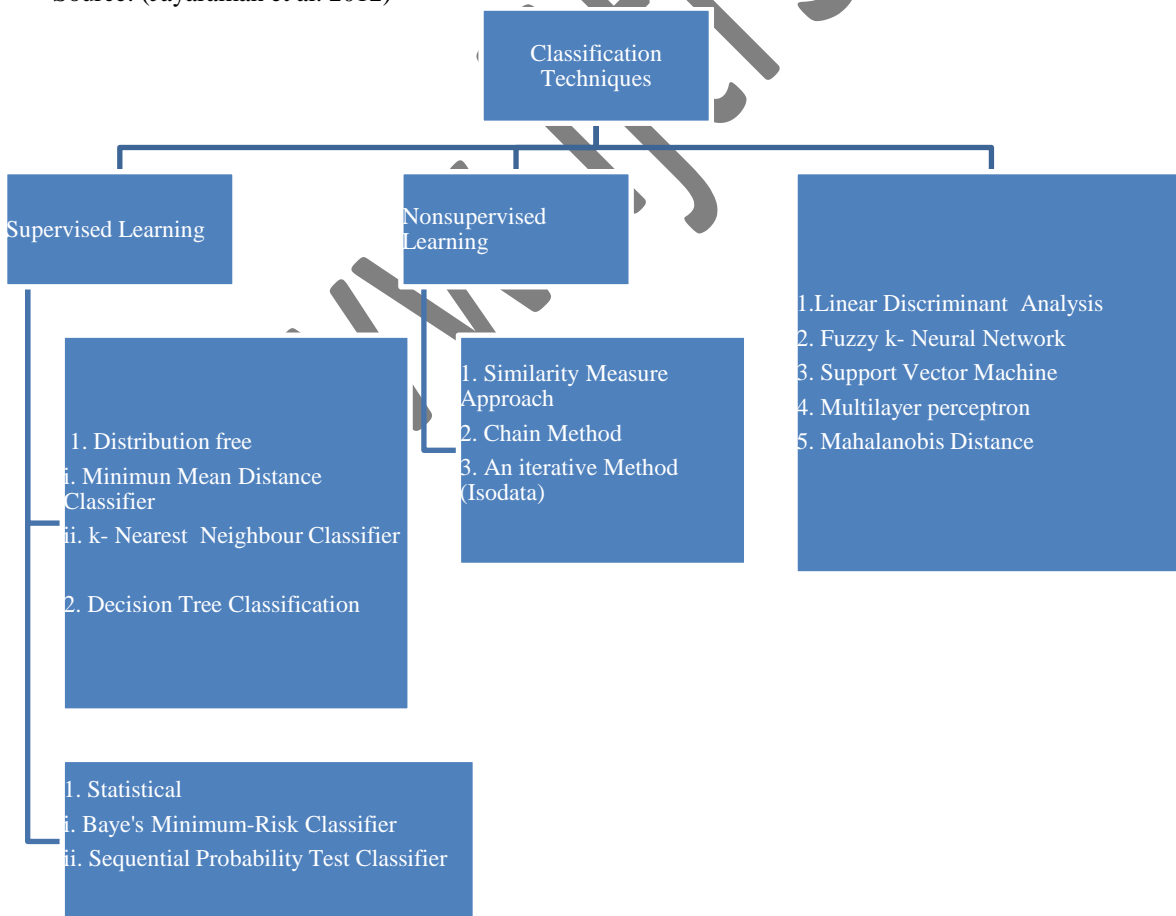 Classification
Techniques
Supervised Learning
Nonsupervised
Learning
1.Linear Discriminant Analysis
2. Fuzzy k- Neural Network
3. Support Vector Machine
4. Multilayer perceptron
5. Mahalanobis Distance
1. Distribution free
i. Minimun Mean Distance
Classifier
ii. k- Nearest Neighbour Classifier
2. Decision Tree Classification
1. Similarity Measure
Approach
2. Chain Method
3. An iterative Method
(Isodata)
1. Statistical
i. Baye's Minimum-Risk Classifier
ii. Sequential Probability Test Classifier